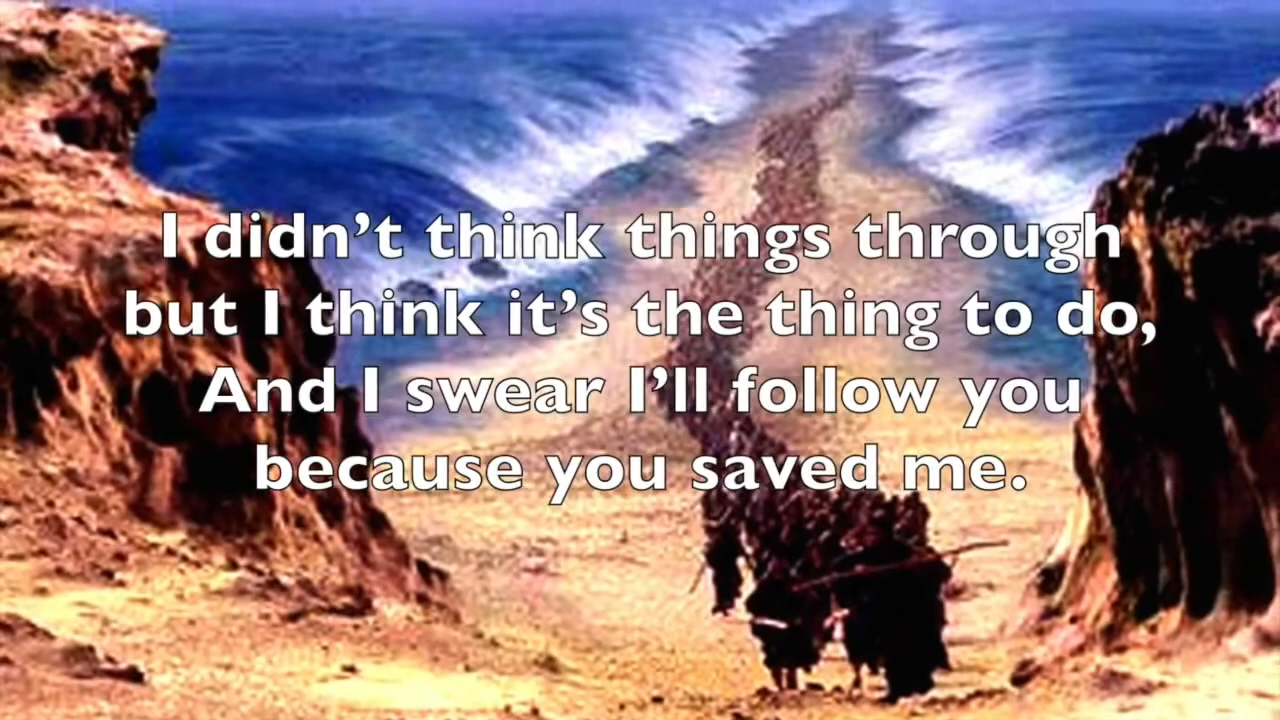 I didn’t think things through
but I think it’s the thing to do,
And I swear I’ll follow you
because you saved me.